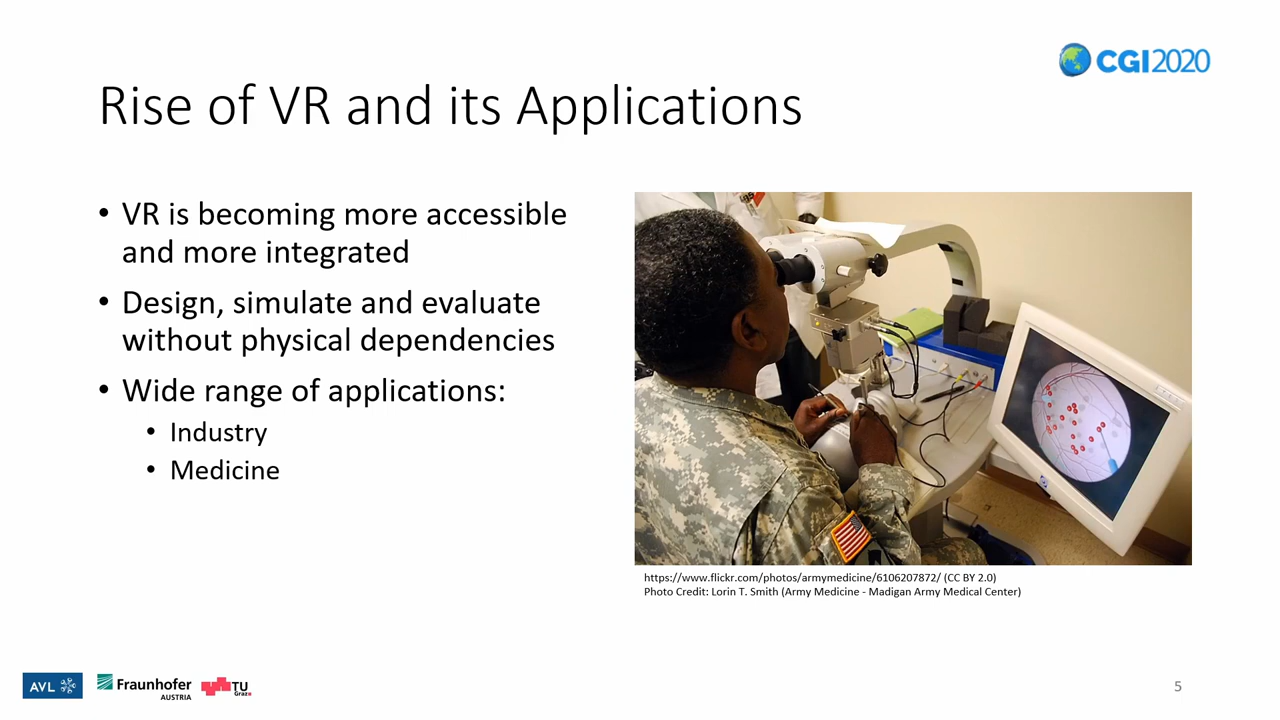 CGI2020
Rise of VR and its Applications
• VR is becoming more accessible
and more integrated
• Design, simulate and evaluate
without physical dependencies
• Wide range of applications:
• Industry
• Medicine
https://www.flickr.com/photos/armymedicine/6106207872/ (CC BY 2.0)
Photo Credit: Lorin T. Smith (Army Medicine - Madigan Army Medical Center)
AVL
Fraunhofer
AUSTRIA
TU
Graz
5